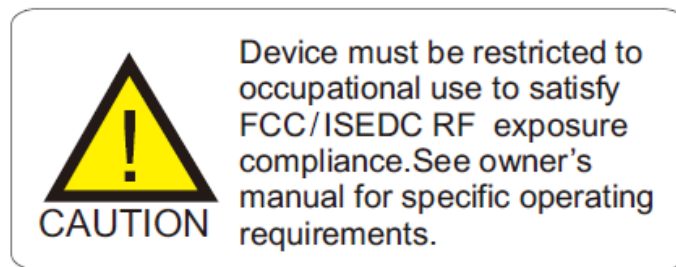 Device must be restricted to
occupational use to satisfy
FCC/ISEDC RF exposure
compliance.See owner's
manual for specific operating
requirements.
!
CAUTION